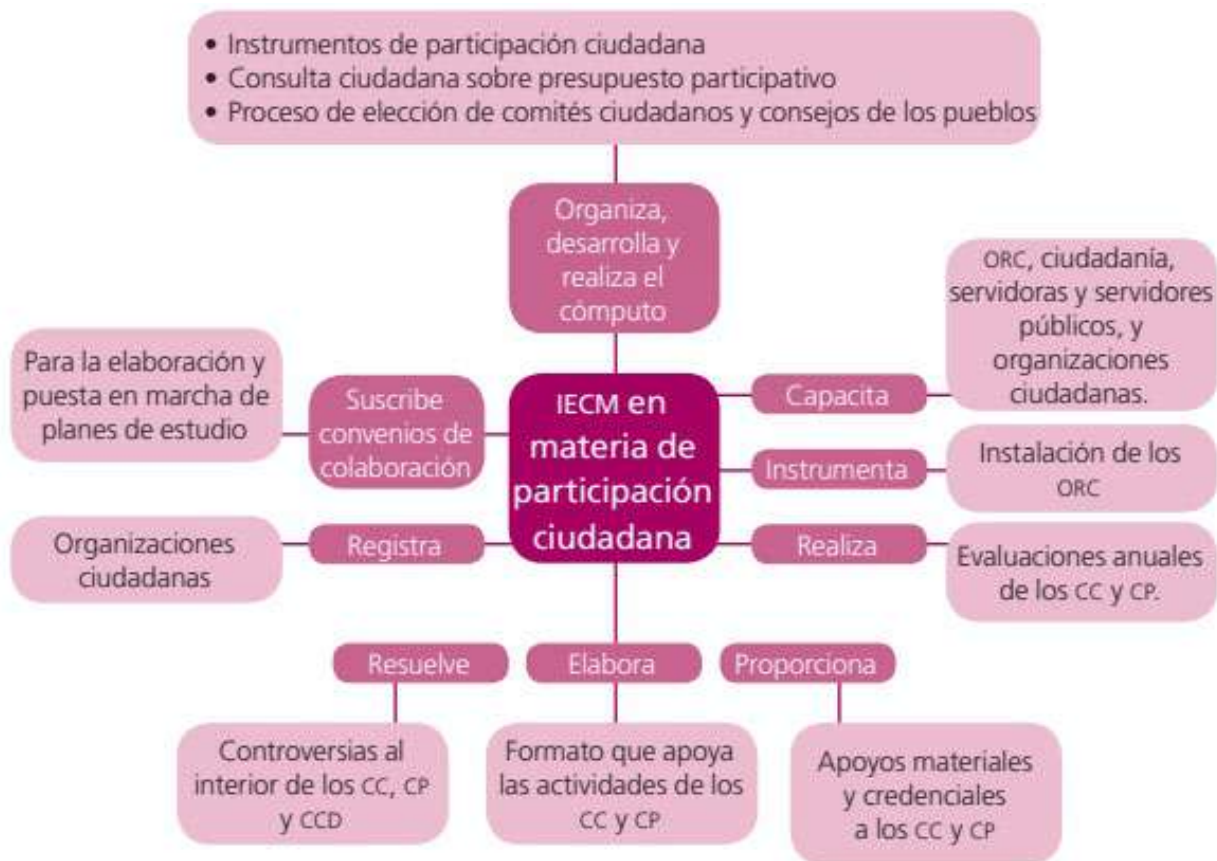 • Instrumentos de participación ciudadana
• Consulta ciudadana sobre presupuesto participativo
• Proceso de elección de comités ciudadanos y consejos de los pueblos
Organiza,
desarrolla y
realiza el
cómputo
Para la elaboración y
puesta en marcha de
planes de estudio
Suscribe
convenios de
colaboración
IECM en
materia de
participación
ciudadana
Capacita
ORC, ciudadanía,
servidoras y servidores
públicos, y
organizaciones
ciudadanas.
Instrumenta
Instalación de los
ORC
Organizaciones
ciudadanas
Registra
Realiza
Evaluaciones anuales
de los CC y CP.
Resuelve
Elabora
Proporciona
Controversias al
interior de los CC, CP
y CCD
Formato que apoya
las actividades de los
CC y CP
Apoyos materiales
y credenciales
a los CC y CP